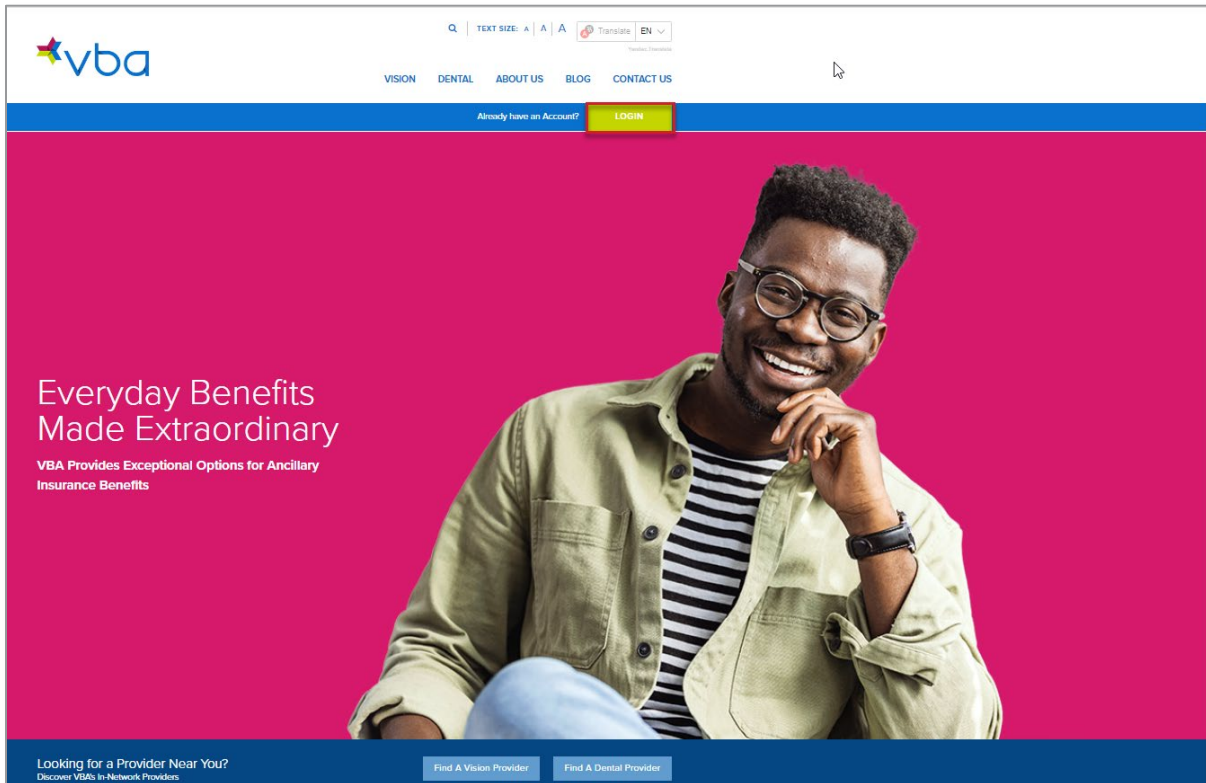 vba
TEXT SIZE: A A A
Translate EN
Yandex.Translate
VISION DENTAL ABOUT US BLOG CONTACT US
Already have an Account? LOGIN
Everyday Benefits
Made Extraordinary
VBA Provides Exceptional Options for Ancillary
Insurance Benefits
Looking for a Provider Near You?
Discover VBA's In-Network Providers
Find A Vision Provider Find A Dental Provider